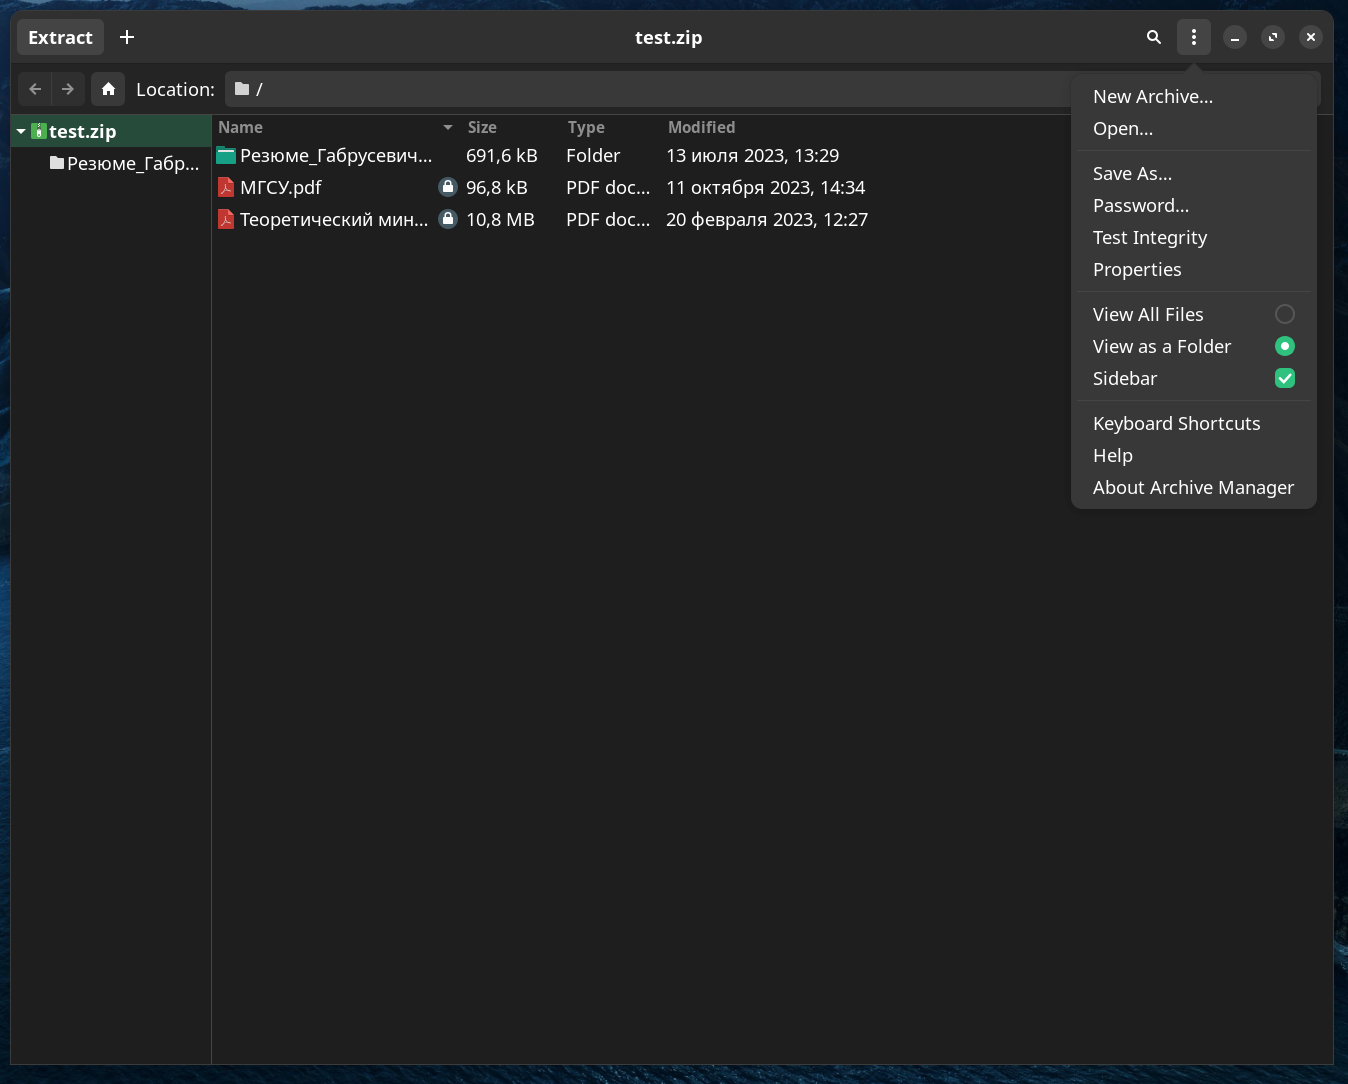 Extract
test.zip
Location: /
test.zip
Резюме_Габр...
Name Size Type Modified
Резюме_Габрусевич... 691,6 kB Folder 13 июля 2023, 13:29
МГСУ.pdf 96,8 kB PDF doc... 11 октября 2023, 14:34
Теоретический мин... 10,8 MB PDF doc... 20 февраля 2023, 12:27
New Archive...
Open...
Save As...
Password...
Test Integrity
Properties
View All Files
View as a Folder
Sidebar
Keyboard Shortcuts
Help
About Archive Manager